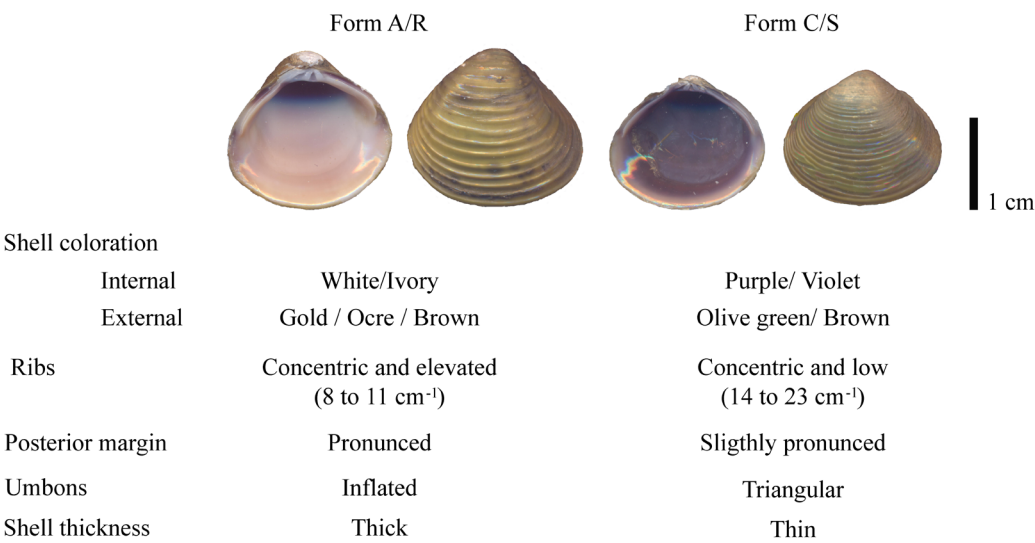 Form A/R Form C/S
1 cm
Shell coloration
Internal White/Ivory Purple/ Violet
External Gold / Ocre / Brown Olive green/ Brown
Ribs Concentric and elevated Concentric and low
(8 to 11 cm⁻¹) (14 to 23 cm⁻¹)
Posterior margin Pronunced Sligthly pronunced
Umbons Inflated Triangular
Shell thickness Thick Thin